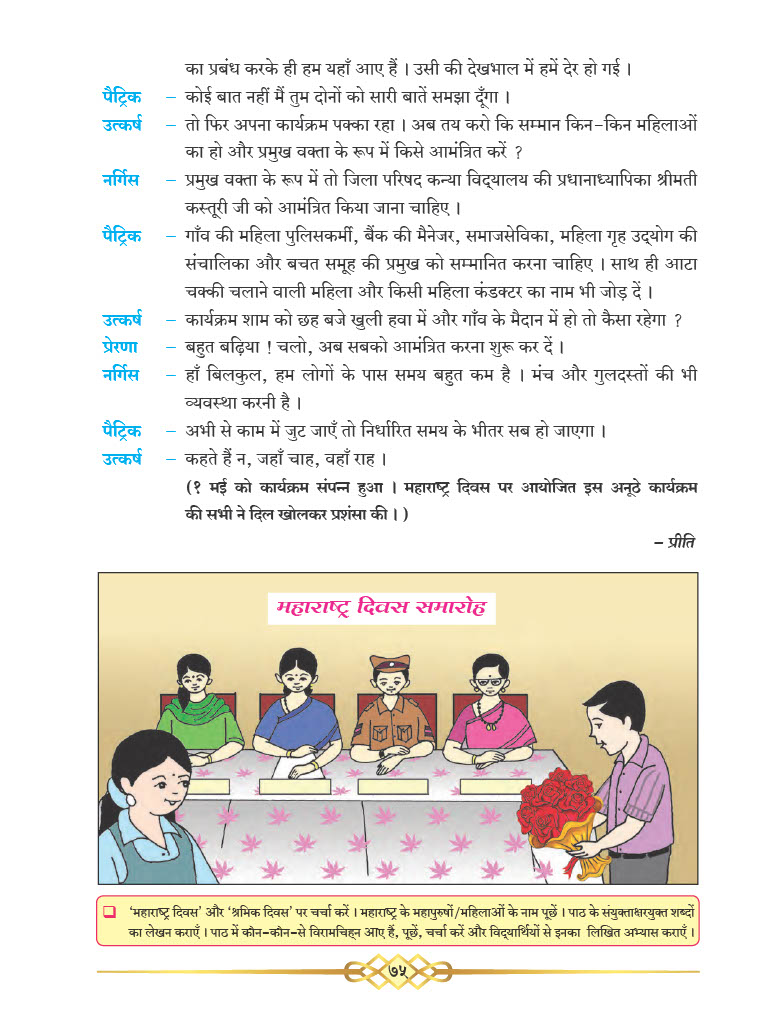 का प्रबंध करके ही हम यहाँ आए हैं । उसी की देखभाल में हमें देर हो गई ।
पैट्रिक – कोई बात नहीं मैं तुम दोनों को सारी बातें समझा दूँगा ।
उत्कर्ष – तो फिर अपना कार्यक्रम पक्का रहा । अब तय करो कि सम्मान किन-किन महिलाओं
का हो और प्रमुख वक्ता के रूप में किसे आमंत्रित करें ?
नर्गिस – प्रमुख वक्ता के रूप में तो जिला परिषद कन्या विद्यालय की प्रधानाध्यापिका श्रीमती
कस्तूरी जी को आमंत्रित किया जाना चाहिए ।
पैट्रिक – गाँव की महिला पुलिसकर्मी, बैंक की मैनेजर, समाजसेविका, महिला गृह उद्योग की
संचालिका और बचत समूह की प्रमुख को सम्मानित करना चाहिए । साथ ही आटा
चक्की चलाने वाली महिला और किसी महिला कंडक्टर का नाम भी जोड़ दें ।
उत्कर्ष – कार्यक्रम शाम को छह बजे खुली हवा में और गाँव के मैदान में हो तो कैसा रहेगा ?
प्रेरणा – बहुत बढ़िया ! चलो, अब सबको आमंत्रित करना शुरू कर दें ।
नर्गिस – हाँ बिलकुल, हम लोगों के पास समय बहुत कम है । मंच और गुलदस्तों की भी
व्यवस्था करनी है ।
पैट्रिक – अभी से काम में जुट जाएँ तो निर्धारित समय के भीतर सब हो जाएगा ।
उत्कर्ष – कहते हैं न, जहाँ चाह, वहाँ राह ।
(१ मई को कार्यक्रम संपन्न हुआ । महाराष्ट्र दिवस पर आयोजित इस अनूठे कार्यक्रम
की सभी ने दिल खोलकर प्रशंसा की । )
– प्रीति
महाराष्ट्र दिवस समारोह
❑ ‘महाराष्ट्र दिवस’ और ‘श्रमिक दिवस’ पर चर्चा करें । महाराष्ट्र के महापुरुषों/महिलाओं के नाम पूछें । पाठ के संयुक्ताक्षरयुक्त शब्दों
का लेखन कराएँ । पाठ में कौन-कौन-से विरामचिह्न आए हैं, पूछें, चर्चा करें और विद्यार्थियों से इनका लिखित अभ्यास कराएँ ।
७५